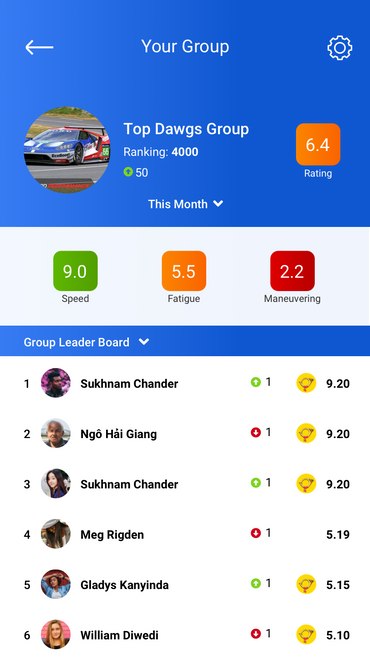 Your Group
Top Dawgs Group
Ranking: 4000
50
6.4
Rating
This Month
9.0
Speed
5.5
Fatigue
2.2
Maneuvering
Group Leader Board
1 Sukhnam Chander 1 9.20
2 Ngô Hải Giang 1 9.20
3 Sukhnam Chander 1 9.20
4 Meg Rigden 1 5.19
5 Gladys Kanyinda 1 5.15
6 William Diwedi 1 5.10